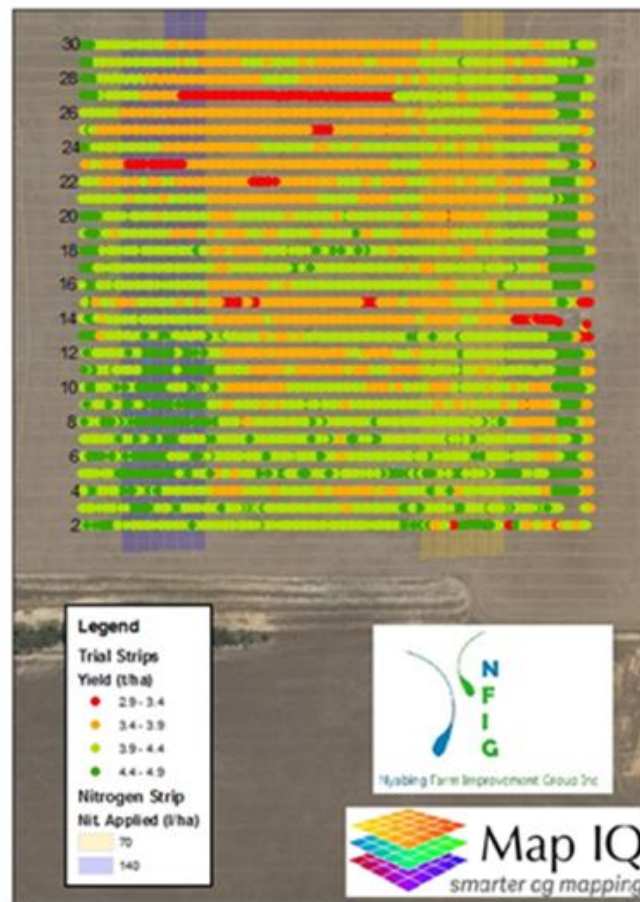 30
28
26
24
22
20
18
16
14
12
10
8
6
4
2
Legend
Trial Strips
Yield (t/ha)
2.9 - 3.4
3.4 - 3.9
3.9 - 4.4
4.4 - 4.9
Nitrogen Strip
Nit. Applied (l/ha)
70
140
N
F
I
G
Nyabing Farm Improvement Group Inc
Map IQ
smarter ag mapping